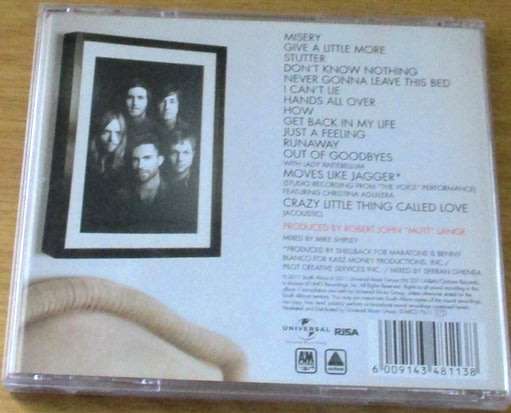 MISERY
GIVE A LITTLE MORE
STUTTER
DON'T KNOW NOTHING
NEVER GONNA LEAVE THIS BED
I CAN'T LIE
HANDS ALL OVER
HOW
GET BACK IN MY LIFE
JUST A FEELING
RUNAWAY
OUT OF GOODBYES
WITH LADY ANTEBELLUM
MOVES LIKE JAGGER*
(STUDIO RECORDING FROM "THE VOICE" PERFORMANCE)
FEATURING CHRISTINA AGUILERA
CRAZY LITTLE THING CALLED LOVE
(ACOUSTIC)
PRODUCED BY ROBERT JOHN "MUTT" LANGE
MIXED BY MIKE SHIPLEY
*PRODUCED BY SHELLBACK FOR MARATONE & BENNY
BLANCO FOR KASZ MONEY PRODUCTIONS, INC /
PILOT CREATIVE SERVICES INC. / MIXED BY SERBAN GHENEA
UNIVERSAL
RISA
A&M
OCTONE
6 009143 481138